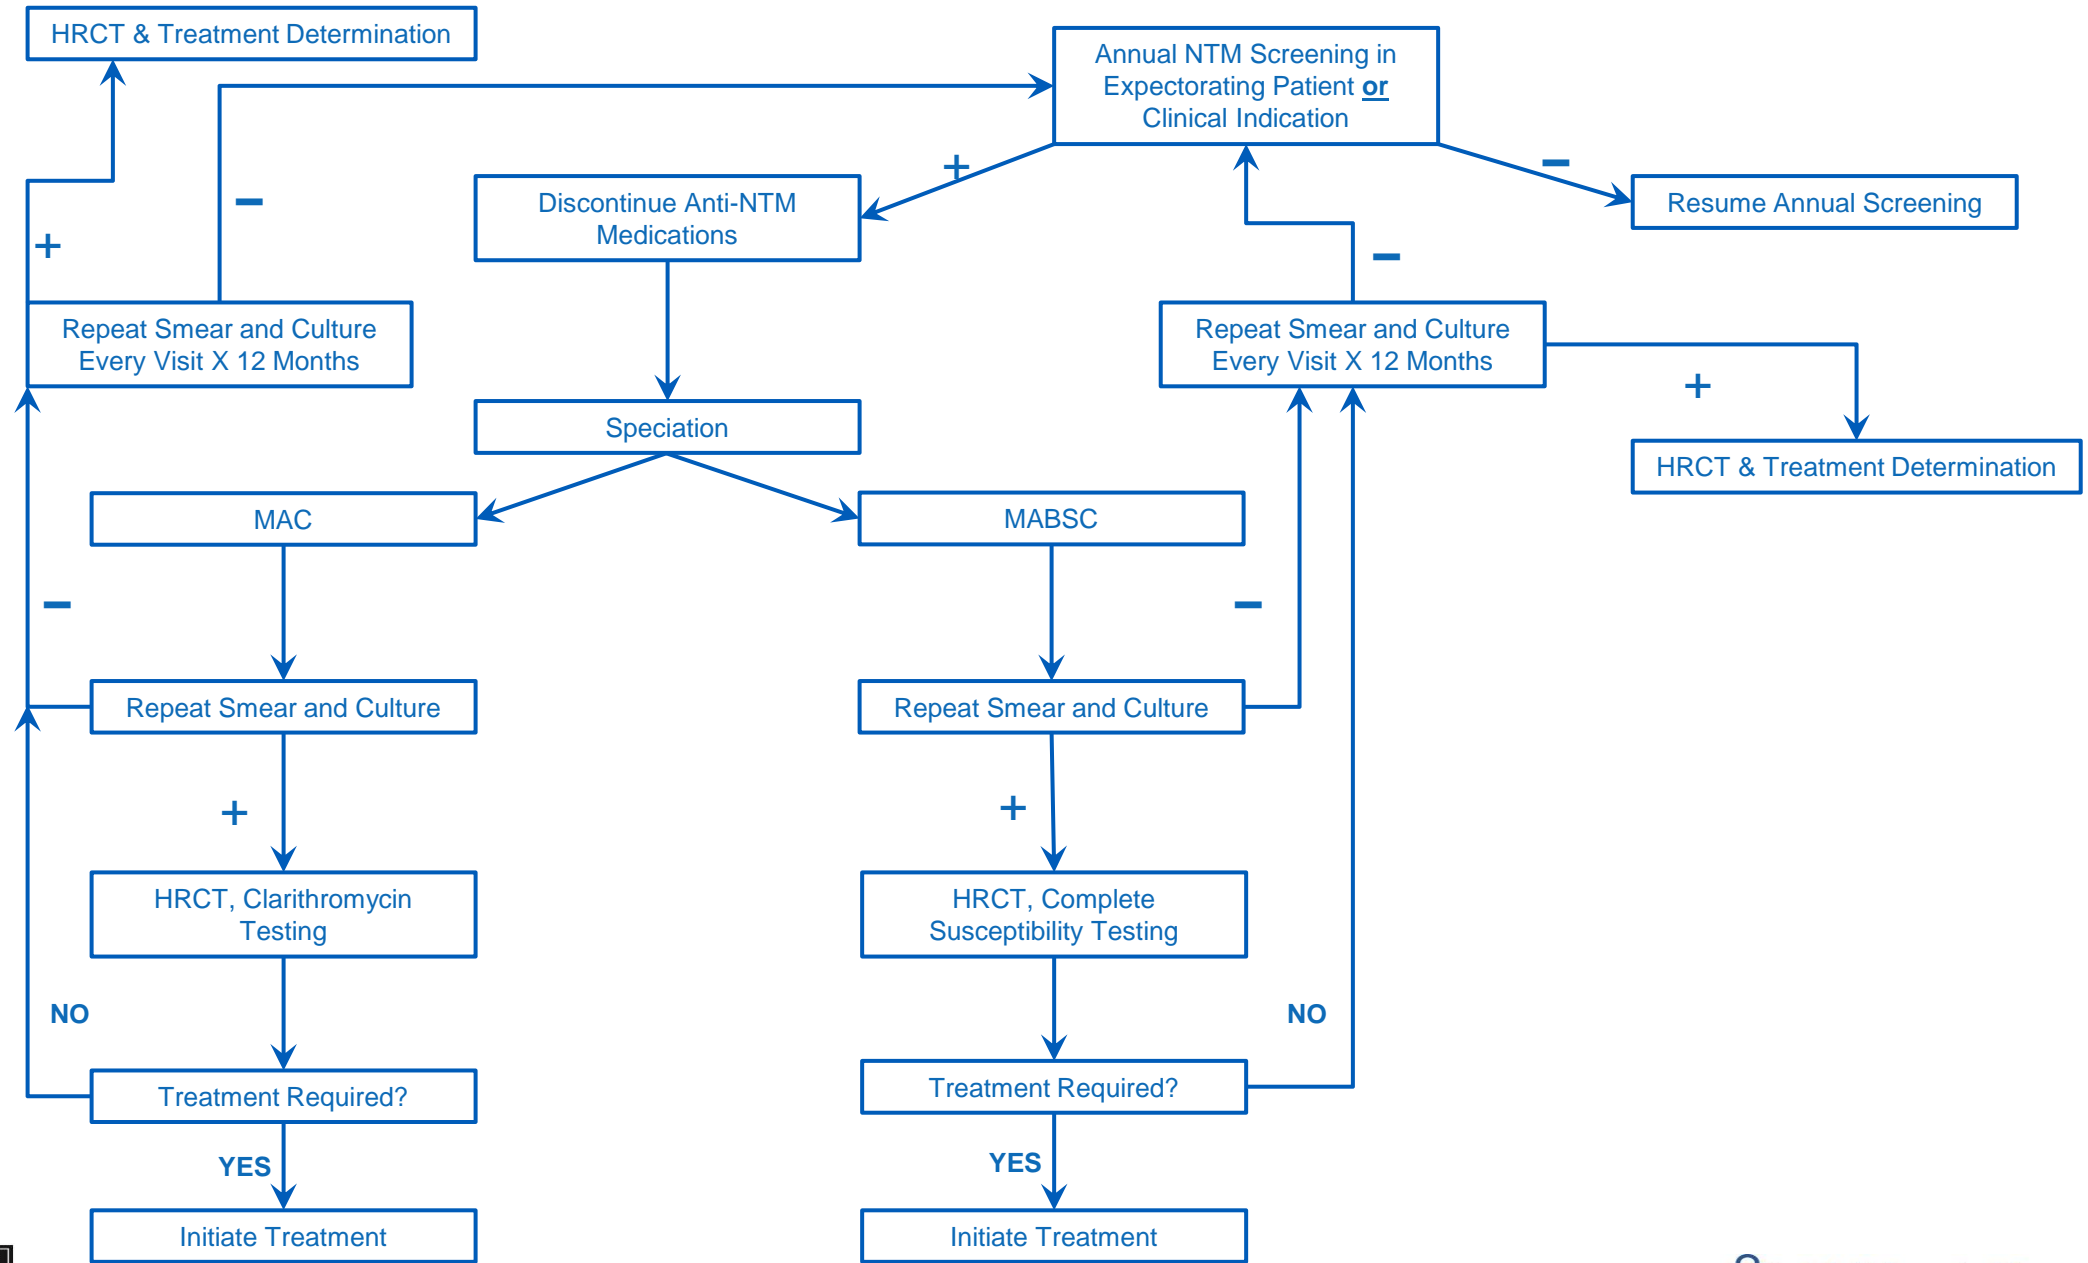 HRCT & Treatment Determination
Annual NTM Screening in
Expectorating Patient or
Clinical Indication
+
−
Discontinue Anti-NTM
Medications
Resume Annual Screening
−
+
−
Repeat Smear and Culture
Every Visit X 12 Months
Repeat Smear and Culture
Every Visit X 12 Months
+
Speciation
HRCT & Treatment Determination
MAC
MABSC
−
−
Repeat Smear and Culture
Repeat Smear and Culture
+
+
HRCT, Clarithromycin
Testing
HRCT, Complete
Susceptibility Testing
NO
NO
Treatment Required?
Treatment Required?
YES
YES
Initiate Treatment
Initiate Treatment